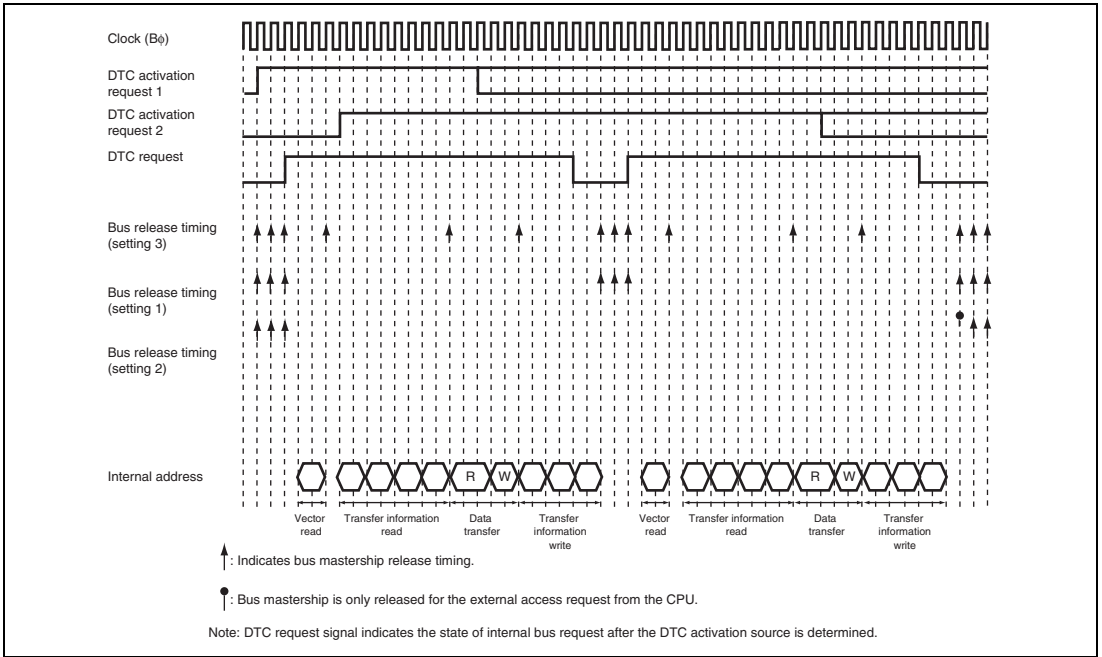 Clock (Bϕ)
DTC activation
request 1
DTC activation
request 2
DTC request
Bus release timing
(setting 3)
Bus release timing
(setting 1)
Bus release timing
(setting 2)
Internal address
R
W
R
W
Vector
read
Transfer information
read
Data
transfer
Transfer
information
write
Vector
read
Transfer information
read
Data
transfer
Transfer
information
write
: Indicates bus mastership release timing.
: Bus mastership is only released for the external access request from the CPU.
Note: DTC request signal indicates the state of internal bus request after the DTC activation source is determined.